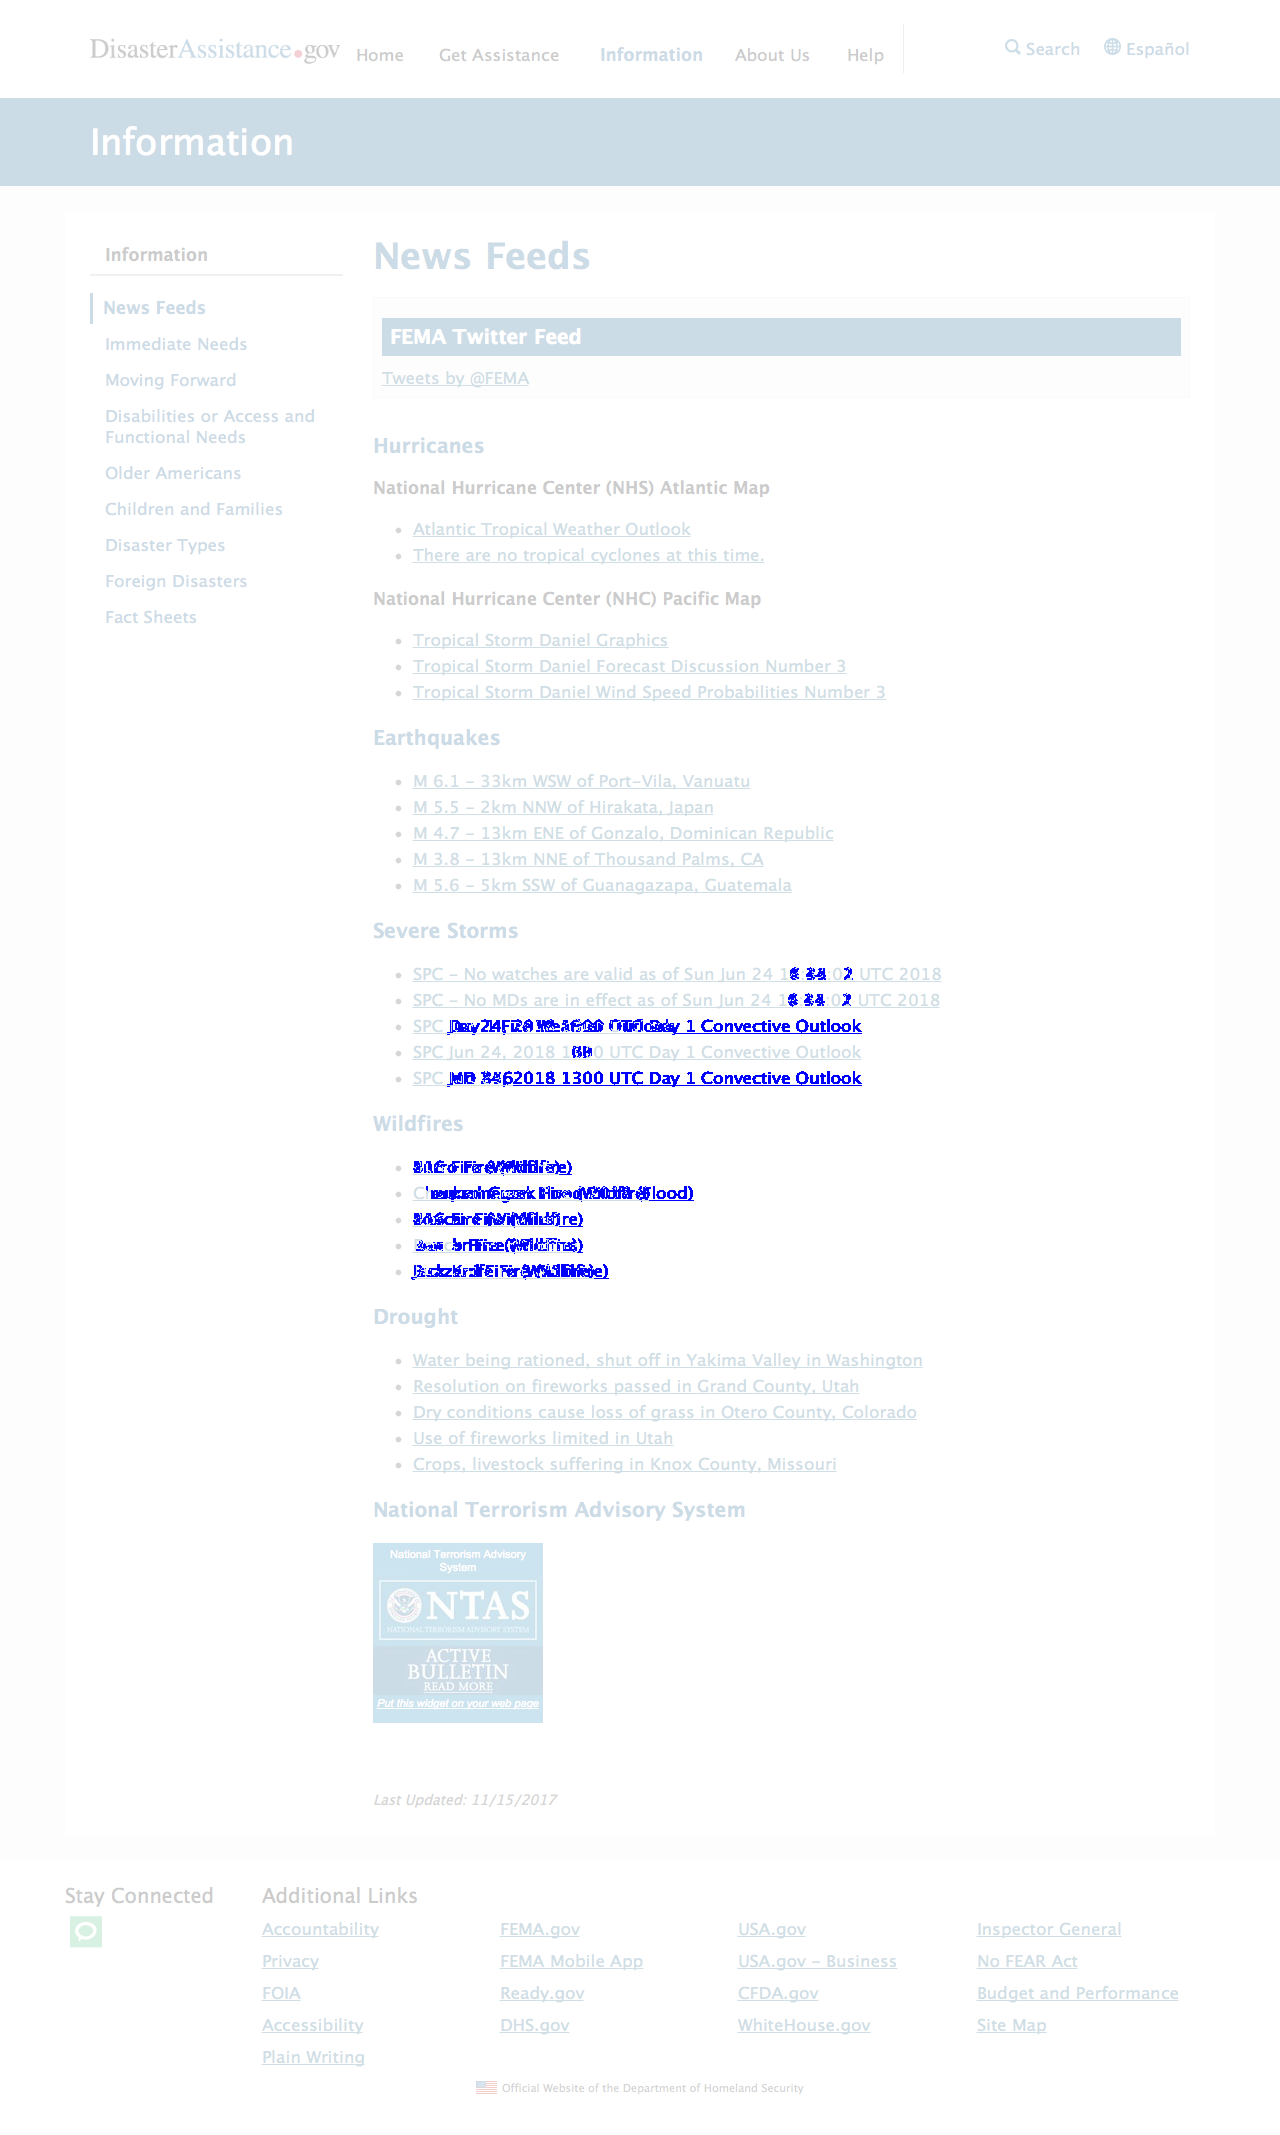 DisasterAssistance.gov Home Get Assistance Information About Us Help Search Español
Information
Information
News Feeds
Immediate Needs
Moving Forward
Disabilities or Access and
Functional Needs
Older Americans
Children and Families
Disaster Types
Foreign Disasters
Fact Sheets
News Feeds
FEMA Twitter Feed
Tweets by @FEMA
Hurricanes
National Hurricane Center (NHS) Atlantic Map
Atlantic Tropical Weather Outlook
There are no tropical cyclones at this time.
National Hurricane Center (NHC) Pacific Map
Tropical Storm Daniel Graphics
Tropical Storm Daniel Forecast Discussion Number 3
Tropical Storm Daniel Wind Speed Probabilities Number 3
Earthquakes
M 6.1 - 33km WSW of Port-Vila, Vanuatu
M 5.5 - 2km NNW of Hirakata, Japan
M 4.7 - 13km ENE of Gonzalo, Dominican Republic
M 3.8 - 13km NNE of Thousand Palms, CA
M 5.6 - 5km SSW of Guanagazapa, Guatemala
Severe Storms
SPC - No watches are valid as of Sun Jun 24 UTC 2018
SPC - No MDs are in effect as of Sun Jun 24 UTC 2018
SPC Day 1 Convective Outlook
SPC Jun 24, 2018 UTC Day 1 Convective Outlook
SPC 2018 1300 UTC Day 1 Convective Outlook
Wildfires
Drought
Water being rationed, shut off in Yakima Valley in Washington
Resolution on fireworks passed in Grand County, Utah
Dry conditions cause loss of grass in Otero County, Colorado
Use of fireworks limited in Utah
Crops, livestock suffering in Knox County, Missouri
National Terrorism Advisory System
National Terrorism Advisory
System
NTAS
NATIONAL TERRORISM ADVISORY SYSTEM
ACTIVE
BULLETIN
READ MORE
Put this widget on your web page
Last Updated: 11/15/2017
Stay Connected
Additional Links
Accountability FEMA.gov USA.gov Inspector General
Privacy FEMA Mobile App USA.gov - Business No FEAR Act
FOIA Ready.gov CFDA.gov Budget and Performance
Accessibility DHS.gov WhiteHouse.gov Site Map
Plain Writing
Official Website of the Department of Homeland Security